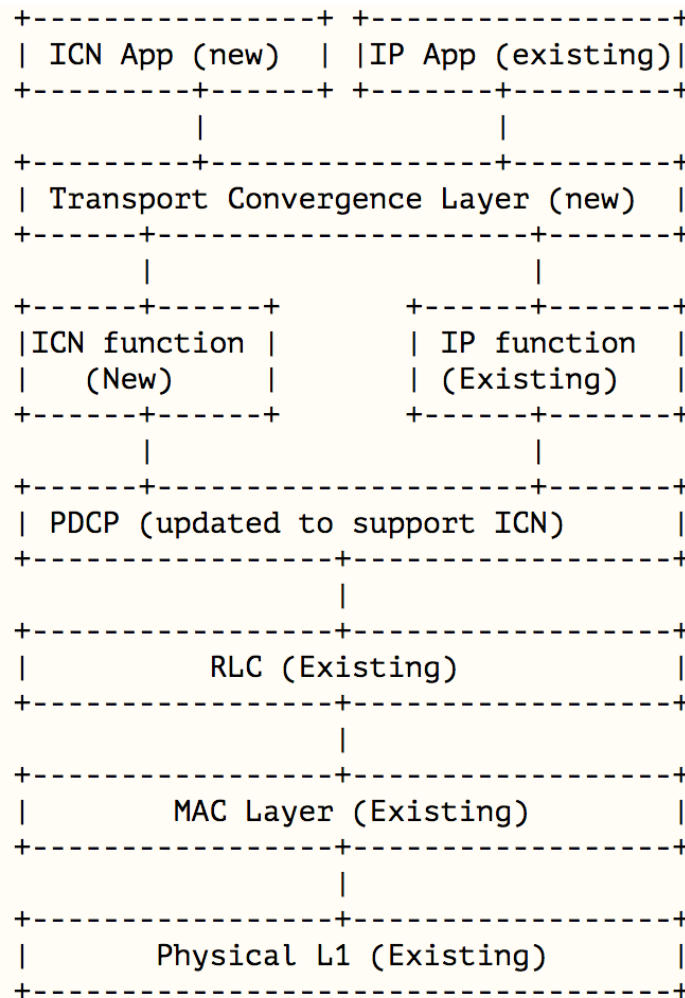 +-----------------+ +-------------------+
| ICN App (new)  | |IP App (existing)|
+---------+------+ +-------+---------+
|                  |
+---------+-----------------+---------+
| Transport Convergence Layer (new)  |
+------+----------------------+-------+
|                        |
+------+------+        +------+-------+
|ICN function |        | IP function  |
|   (New)     |        | (Existing)   |
+------+------+        +------+-------+
|                        |
+------+----------------------+-------+
| PDCP (updated to support ICN)       |
+------------------+------------------+
|
+------------------+------------------+
|           RLC (Existing)            |
+------------------+------------------+
|
+------------------+------------------+
|        MAC Layer (Existing)         |
+------------------+------------------+
|
+------------------+------------------+
|       Physical L1 (Existing)        |
+-------------------------------------+